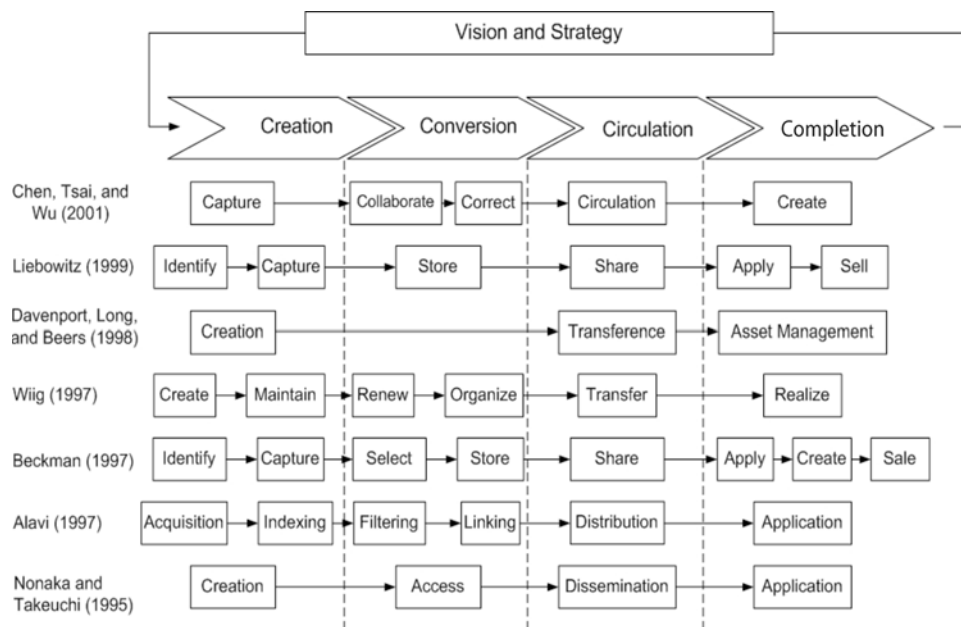 Vision and Strategy
Creation Conversion Circulation Completion
Chen, Tsai, and
Wu (2001)
Capture Collaborate Correct Circulation Create
Liebowitz (1999) Identify Capture Store Share Apply Sell
Davenport, Long,
and Beers (1998)
Creation Transference Asset Management
Wiig (1997) Create Maintain Renew Organize Transfer Realize
Beckman (1997) Identify Capture Select Store Share Apply Create Sale
Alavi (1997) Acquisition Indexing Filtering Linking Distribution Application
Nonaka and
Takeuchi (1995)
Creation Access Dissemination Application